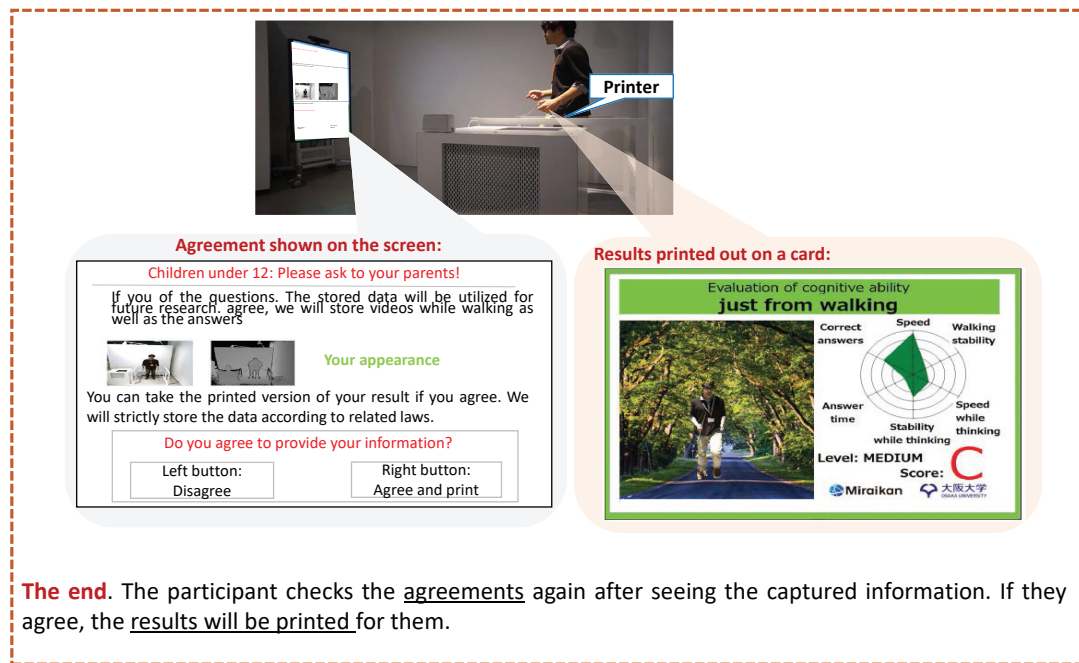 Printer
Agreement shown on the screen:
Children under 12: Please ask to your parents!
If you of the questions. The stored data will be utilized for
future research. agree, we will store videos while walking as
well as the answers
Your appearance
You can take the printed version of your result if you agree. We
will strictly store the data according to related laws.
Do you agree to provide your information?
Left button:
Disagree
Right button:
Agree and print
Results printed out on a card:
Evaluation of cognitive ability
just from walking
Speed
Correct
answers
Walking
stability
Answer
time
Speed
while
thinking
Stability
while thinking
Level: MEDIUM
Score: C
Miraikan
大阪大学
OSAKA UNIVERSITY
The end. The participant checks the agreements again after seeing the captured information. If they
agree, the results will be printed for them.